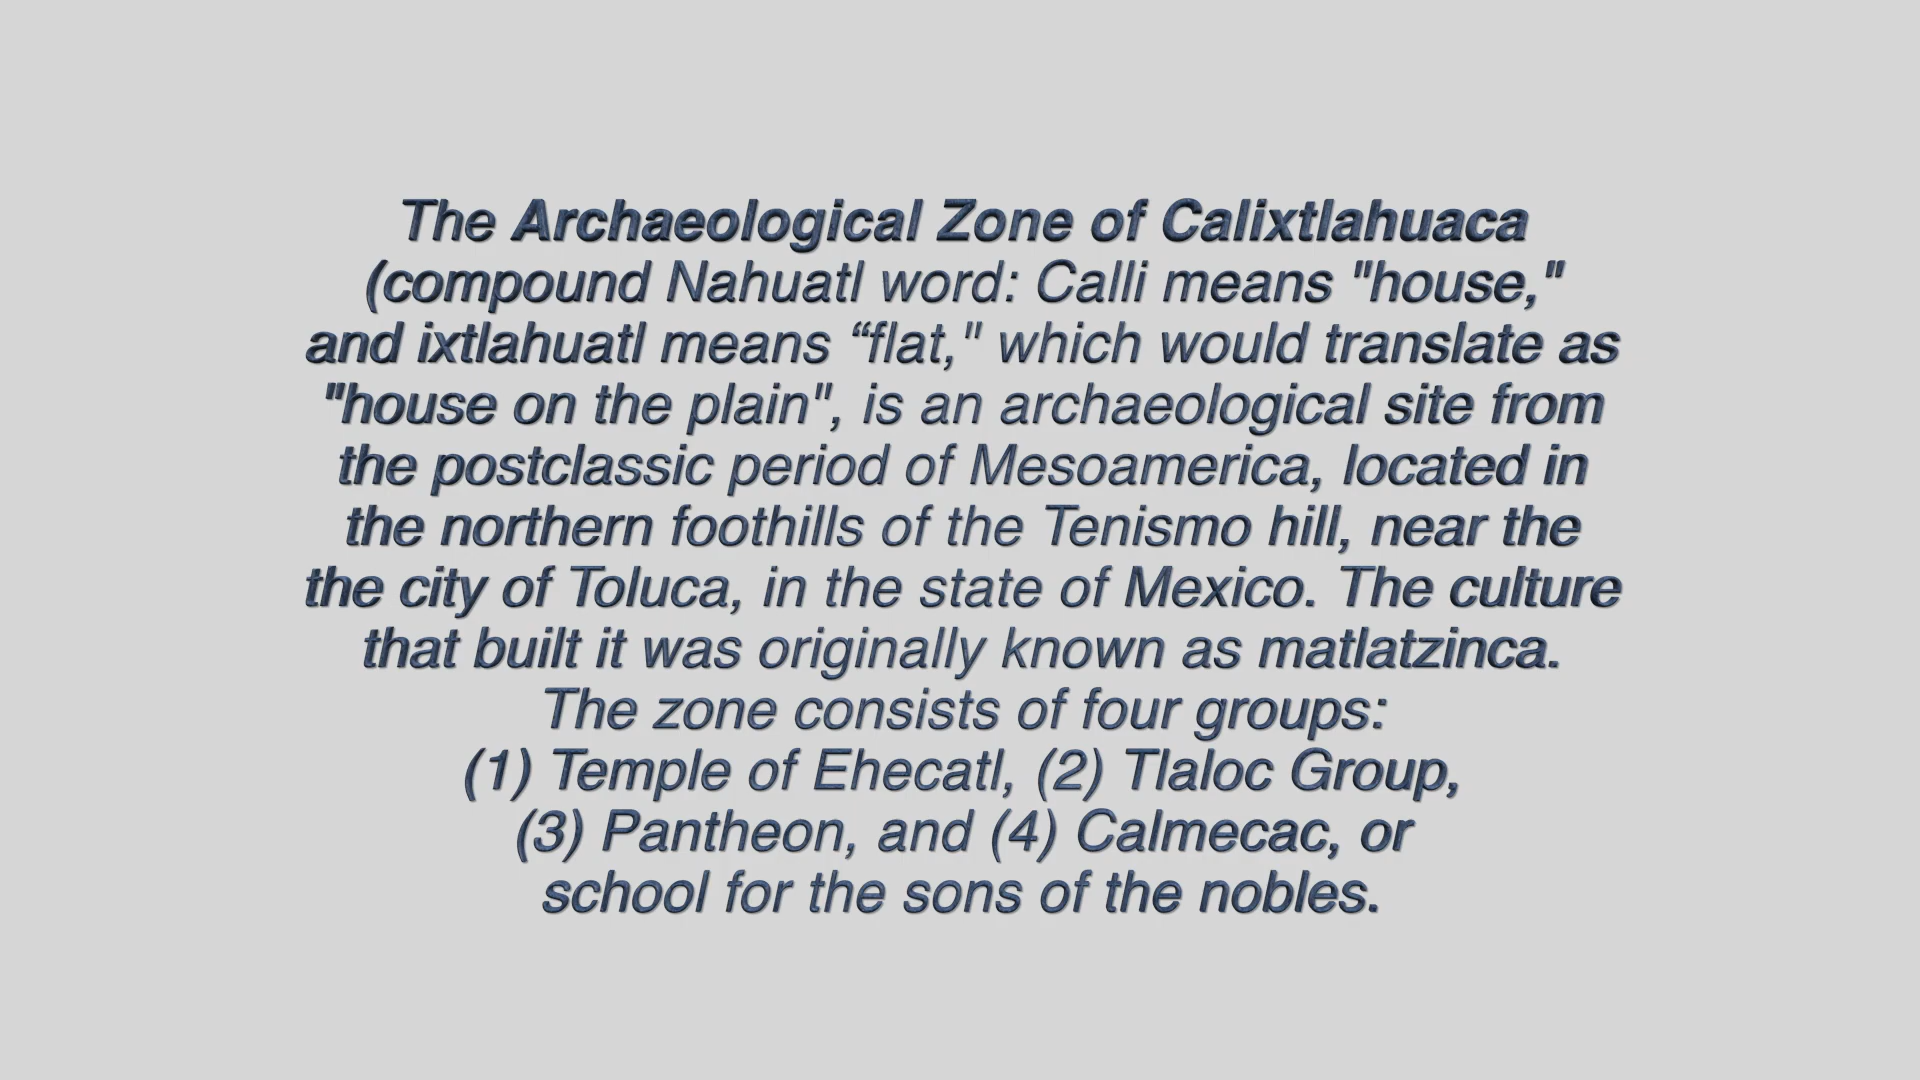 The Archaeological Zone of Calixtlahuaca
(compound Nahuatl word: Calli means "house,"
and ixtlahuatl means “flat," which would translate as
"house on the plain", is an archaeological site from
the postclassic period of Mesoamerica, located in
the northern foothills of the Tenismo hill, near the
the city of Toluca, in the state of Mexico. The culture
that built it was originally known as matlatzinca.
The zone consists of four groups:
(1) Temple of Ehecatl, (2) Tlaloc Group,
(3) Pantheon, and (4) Calmecac, or
school for the sons of the nobles.